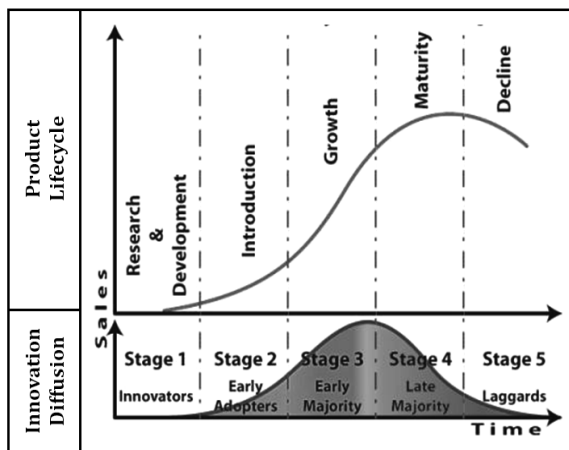 Product
Lifecycle
Research
&
Development
Introduction
Growth
Maturity
Decline
Sales
Innovation
Diffusion
Stage 1
Stage 2
Stage 3
Stage 4
Stage 5
Innovators
Early
Adopters
Early
Majority
Late
Majority
Laggards
Time